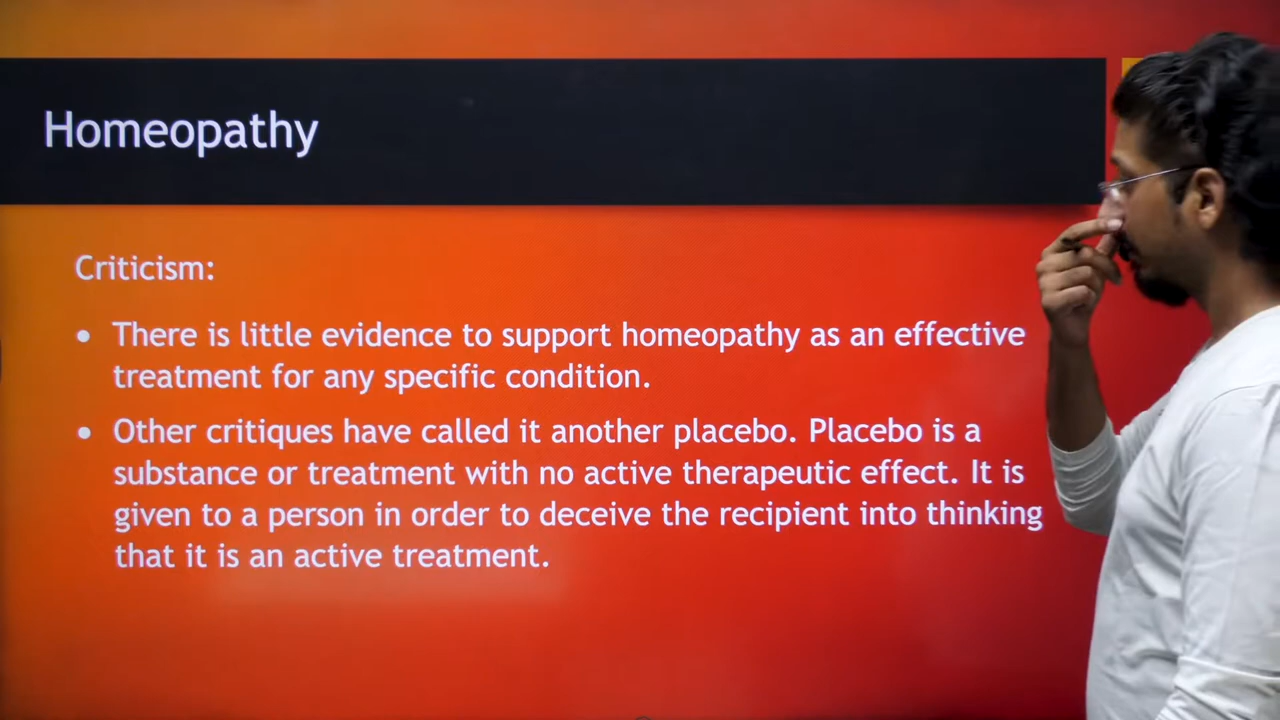 Homeopathy
Criticism:
• There is little evidence to support homeopathy as an effective
treatment for any specific condition.
• Other critiques have called it another placebo. Placebo is a
substance or treatment with no active therapeutic effect. It is
given to a person in order to deceive the recipient into thinking
that it is an active treatment.